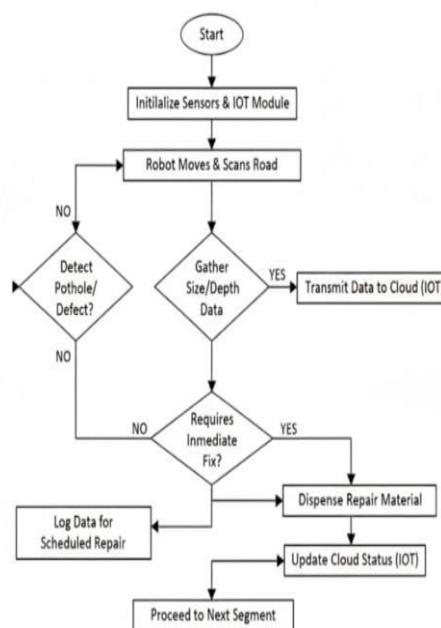 Start
Initilalize Sensors & IOT Module
Robot Moves & Scans Road
NO
Detect
Pothole/
Defect?
Gather
Size/Depth
Data
YES
Transmit Data to Cloud (IOT)
NO
NO
Requires
Inmediate
Fix?
YES
Log Data for
Scheduled Repair
Dispense Repair Material
Update Cloud Status (IOT)
Proceed to Next Segment